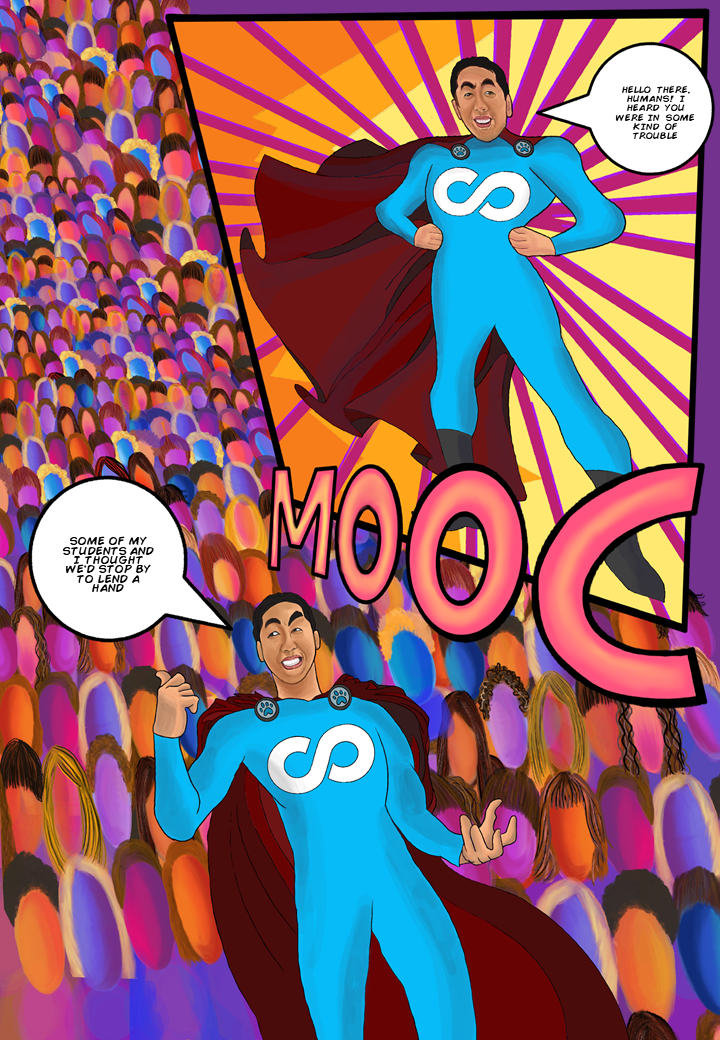 HELLO THERE,
HUMANS! I
HEARD YOU
WERE IN SOME
KIND OF
TROUBLE
MOOC
SOME OF MY
STUDENTS AND
I THOUGHT
WE'D STOP BY
TO LEND A
HAND